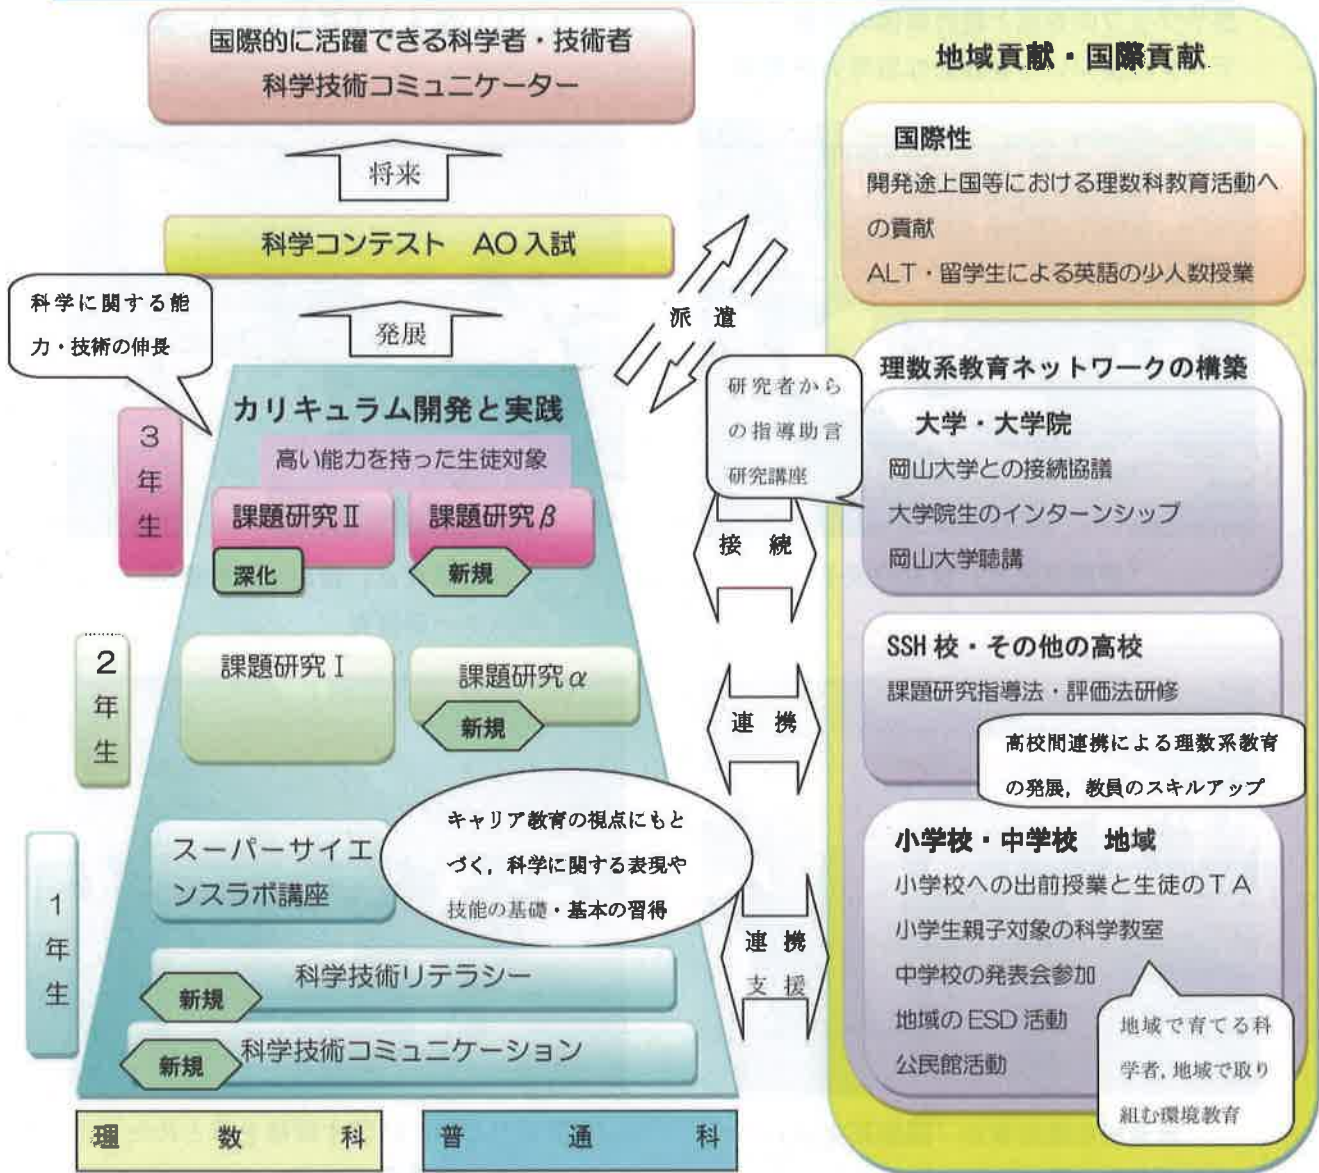 国際的に活躍できる科学者・技術者
科学技術コミュニケーター
将来
科学コンテスト AO入試
科学に関する能
力・技術の伸長
発展
カリキュラム開発と実践
高い能力を持った生徒対象
3年生
課題研究Ⅱ
課題研究β
深化
新規
2年生
課題研究Ⅰ
課題研究α
新規
1年生
スーパーサイエ
ンスラボ講座
キャリア教育の視点にもと
づく，科学に関する表現や
技能の基礎・基本の習得
科学技術リテラシー
新規
科学技術コミュニケーション
新規
理数科
普通科
派遣
研究者から
の指導助言
研究講座
接続
連携
連携
支援
地域貢献・国際貢献
国際性
開発途上国等における理数科教育活動へ
の貢献
ALT・留学生による英語の少人数授業
理数系教育ネットワークの構築
大学・大学院
岡山大学との接続協議
大学院生のインターンシップ
岡山大学聴講
SSH校・その他の高校
課題研究指導法・評価法研修
高校間連携による理数系教育
の発展，教員のスキルアップ
小学校・中学校 地域
小学校への出前授業と生徒のTA
小学生親子対象の科学教室
中学校の発表会参加
地域のESD活動
公民館活動
地域で育てる科
学者，地域で取り
組む環境教育